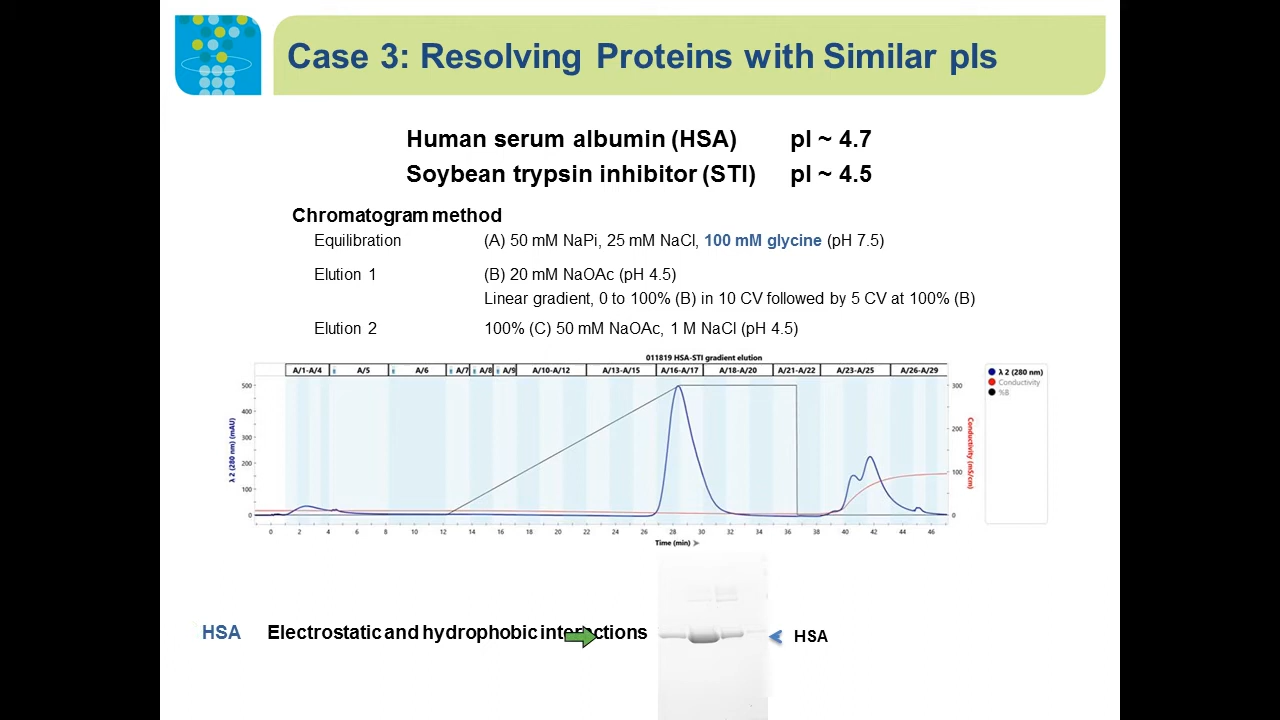 Case 3: Resolving Proteins with Similar pIs
Human serum albumin (HSA) pI ~ 4.7
Soybean trypsin inhibitor (STI) pI ~ 4.5
Chromatogram method
Equilibration (A) 50 mM NaPi, 25 mM NaCl, 100 mM glycine (pH 7.5)
Elution 1 (B) 20 mM NaOAc (pH 4.5)
Linear gradient, 0 to 100% (B) in 10 CV followed by 5 CV at 100% (B)
Elution 2 100% (C) 50 mM NaOAc, 1 M NaCl (pH 4.5)
011819 HSA-STI gradient elution
A/1-A/4 A/5 A/6 A/7 A/8 A/9 A/10-A/12 A/13-A/15 A/16-A/17 A/18-A/20 A/21-A/22 A/23-A/25 A/26-A/29
λ 2 (280 nm)
Conductivity
%B
λ 2 (280 nm) (mAU)
500
400
300
200
100
0
300
200
100
0
Conductivity (mS/cm)
0 2 4 6 8 10 12 14 16 18 20 22 24 26 28 30 32 34 36 38 40 42 44 46
Time (min)
HSA Electrostatic and hydrophobic interactions
HSA